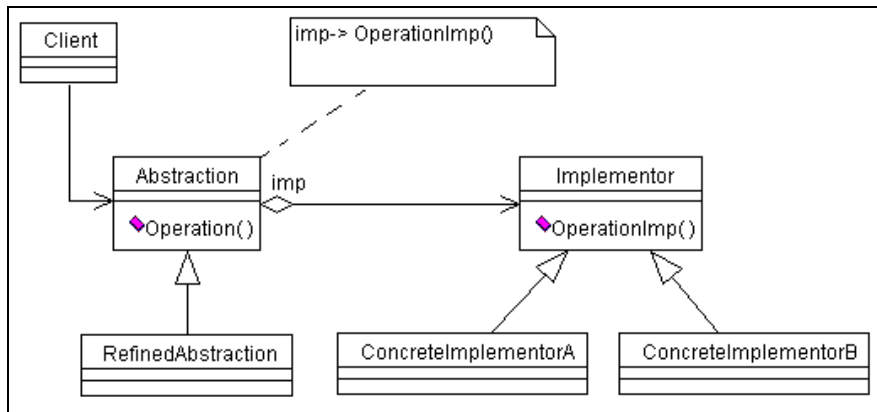 Client
imp-> OperationImp()
Abstraction
imp
Implementor
Operation()
OperationImp()
RefinedAbstraction
ConcreteImplementorA
ConcreteImplementorB